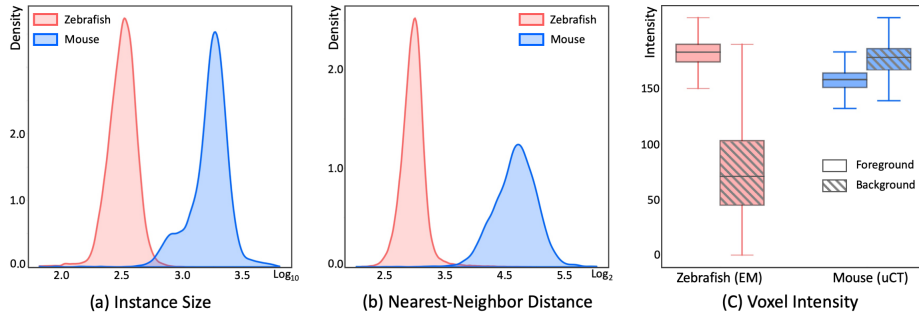 Density
Zebrafish
Mouse
2.0
1.0
0.0
2.0
2.5
3.0
3.5
Log10
(a) Instance Size
Density
Zebrafish
Mouse
2.0
1.0
0.0
2.5
3.5
4.5
5.5
Log2
(b) Nearest-Neighbor Distance
Intensity
150
100
50
0
Foreground
Background
Zebrafish (EM)
Mouse (uCT)
(C) Voxel Intensity